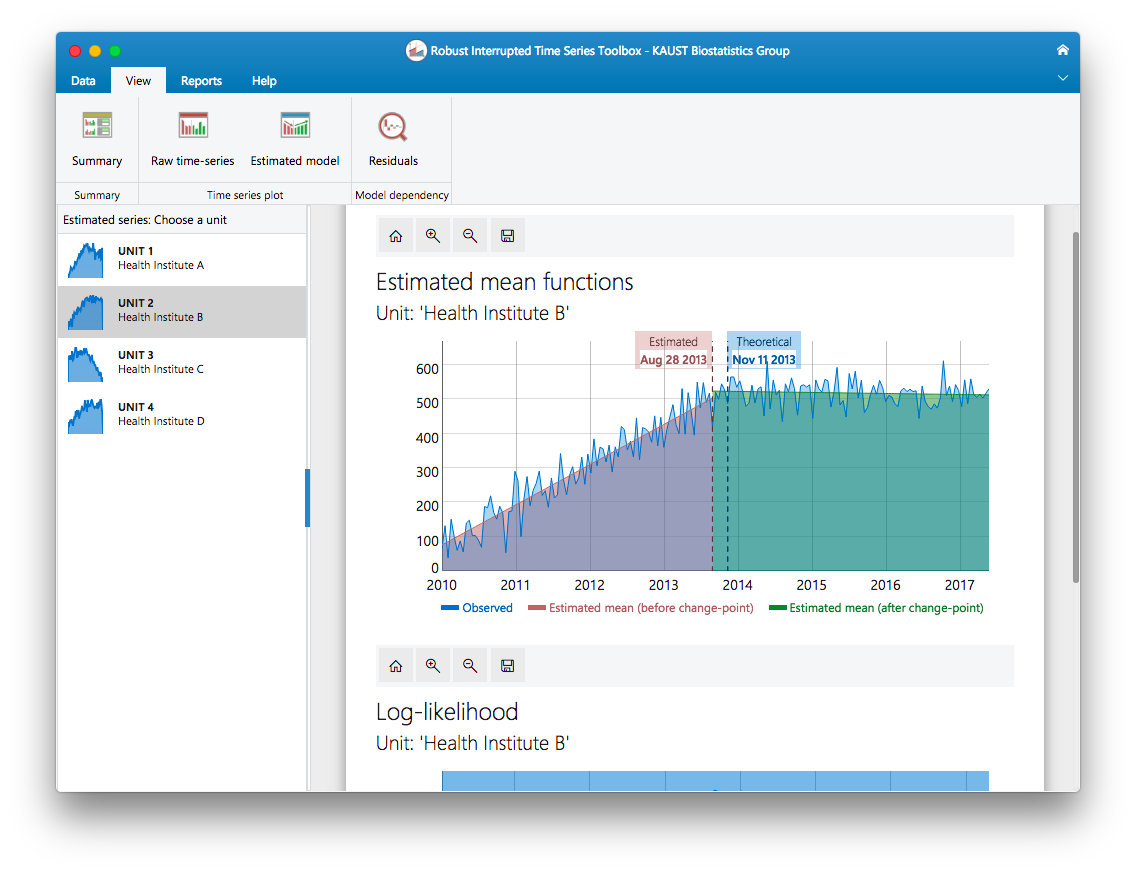 Robust Interrupted Time Series Toolbox - KAUST Biostatistics Group
Data View Reports Help
Summary Raw time-series Estimated model Residuals
Summary Time series plot Model dependency
Estimated series: Choose a unit
UNIT 1
Health Institute A
UNIT 2
Health Institute B
UNIT 3
Health Institute C
UNIT 4
Health Institute D
Estimated mean functions
Unit: 'Health Institute B'
Estimated Theoretical
Aug 28 2013 Nov 11 2013
600
500
400
300
200
100
0
2010 2011 2012 2013 2014 2015 2016 2017
Observed Estimated mean (before change-point) Estimated mean (after change-point)
Log-likelihood
Unit: 'Health Institute B'